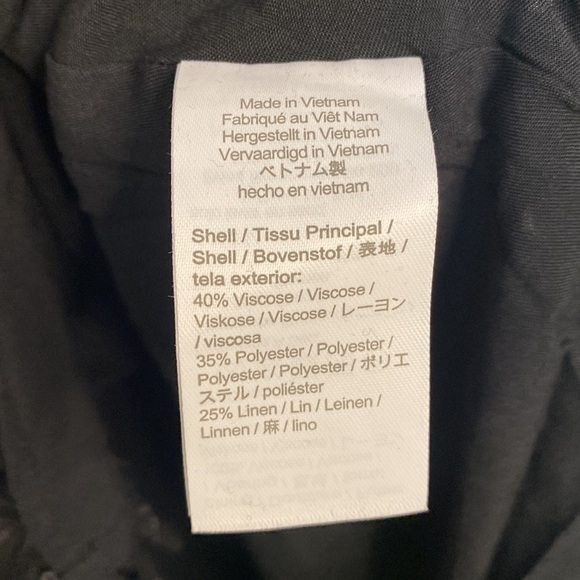 Made in Vietnam
Fabriqué au Viêt Nam
Hergestellt in Vietnam
Vervaardigd in Vietnam
ベトナム製
hecho en vietnam
Shell / Tissu Principal /
Shell / Bovenstof / 表地 /
tela exterior:
40% Viscose / Viscose /
Viskose / Viscose / レーヨン
/ viscosa
35% Polyester / Polyester /
Polyester / Polyester / ポリエ
ステル / poliéster
25% Linen / Lin / Leinen /
Linnen / 麻 / lino